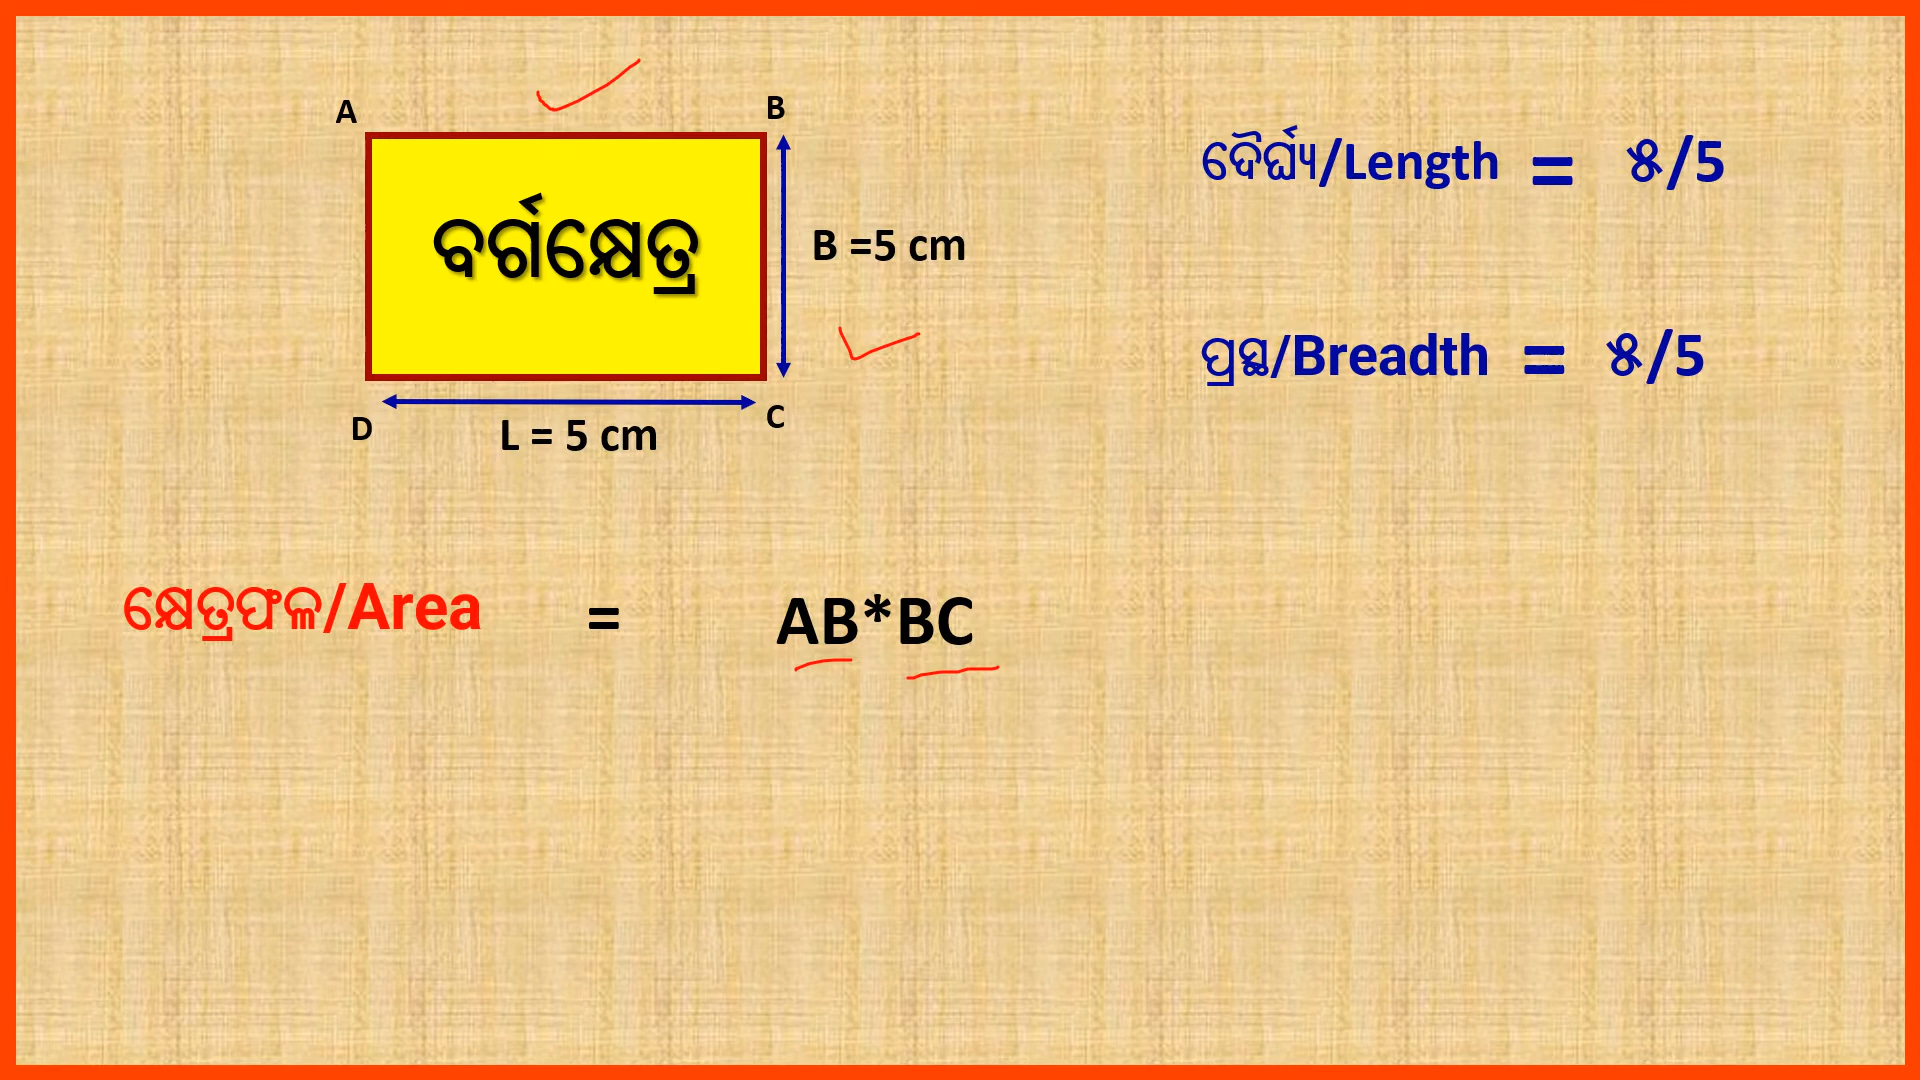 A B
ବର୍ଗକ୍ଷେତ୍ର
B =5 cm
D C
L = 5 cm
ଦୈର୍ଘ୍ୟ/Length = ୫/5
ପ୍ରସ୍ଥ/Breadth = ୫/5
କ୍ଷେତ୍ରଫଳ/Area = AB*BC